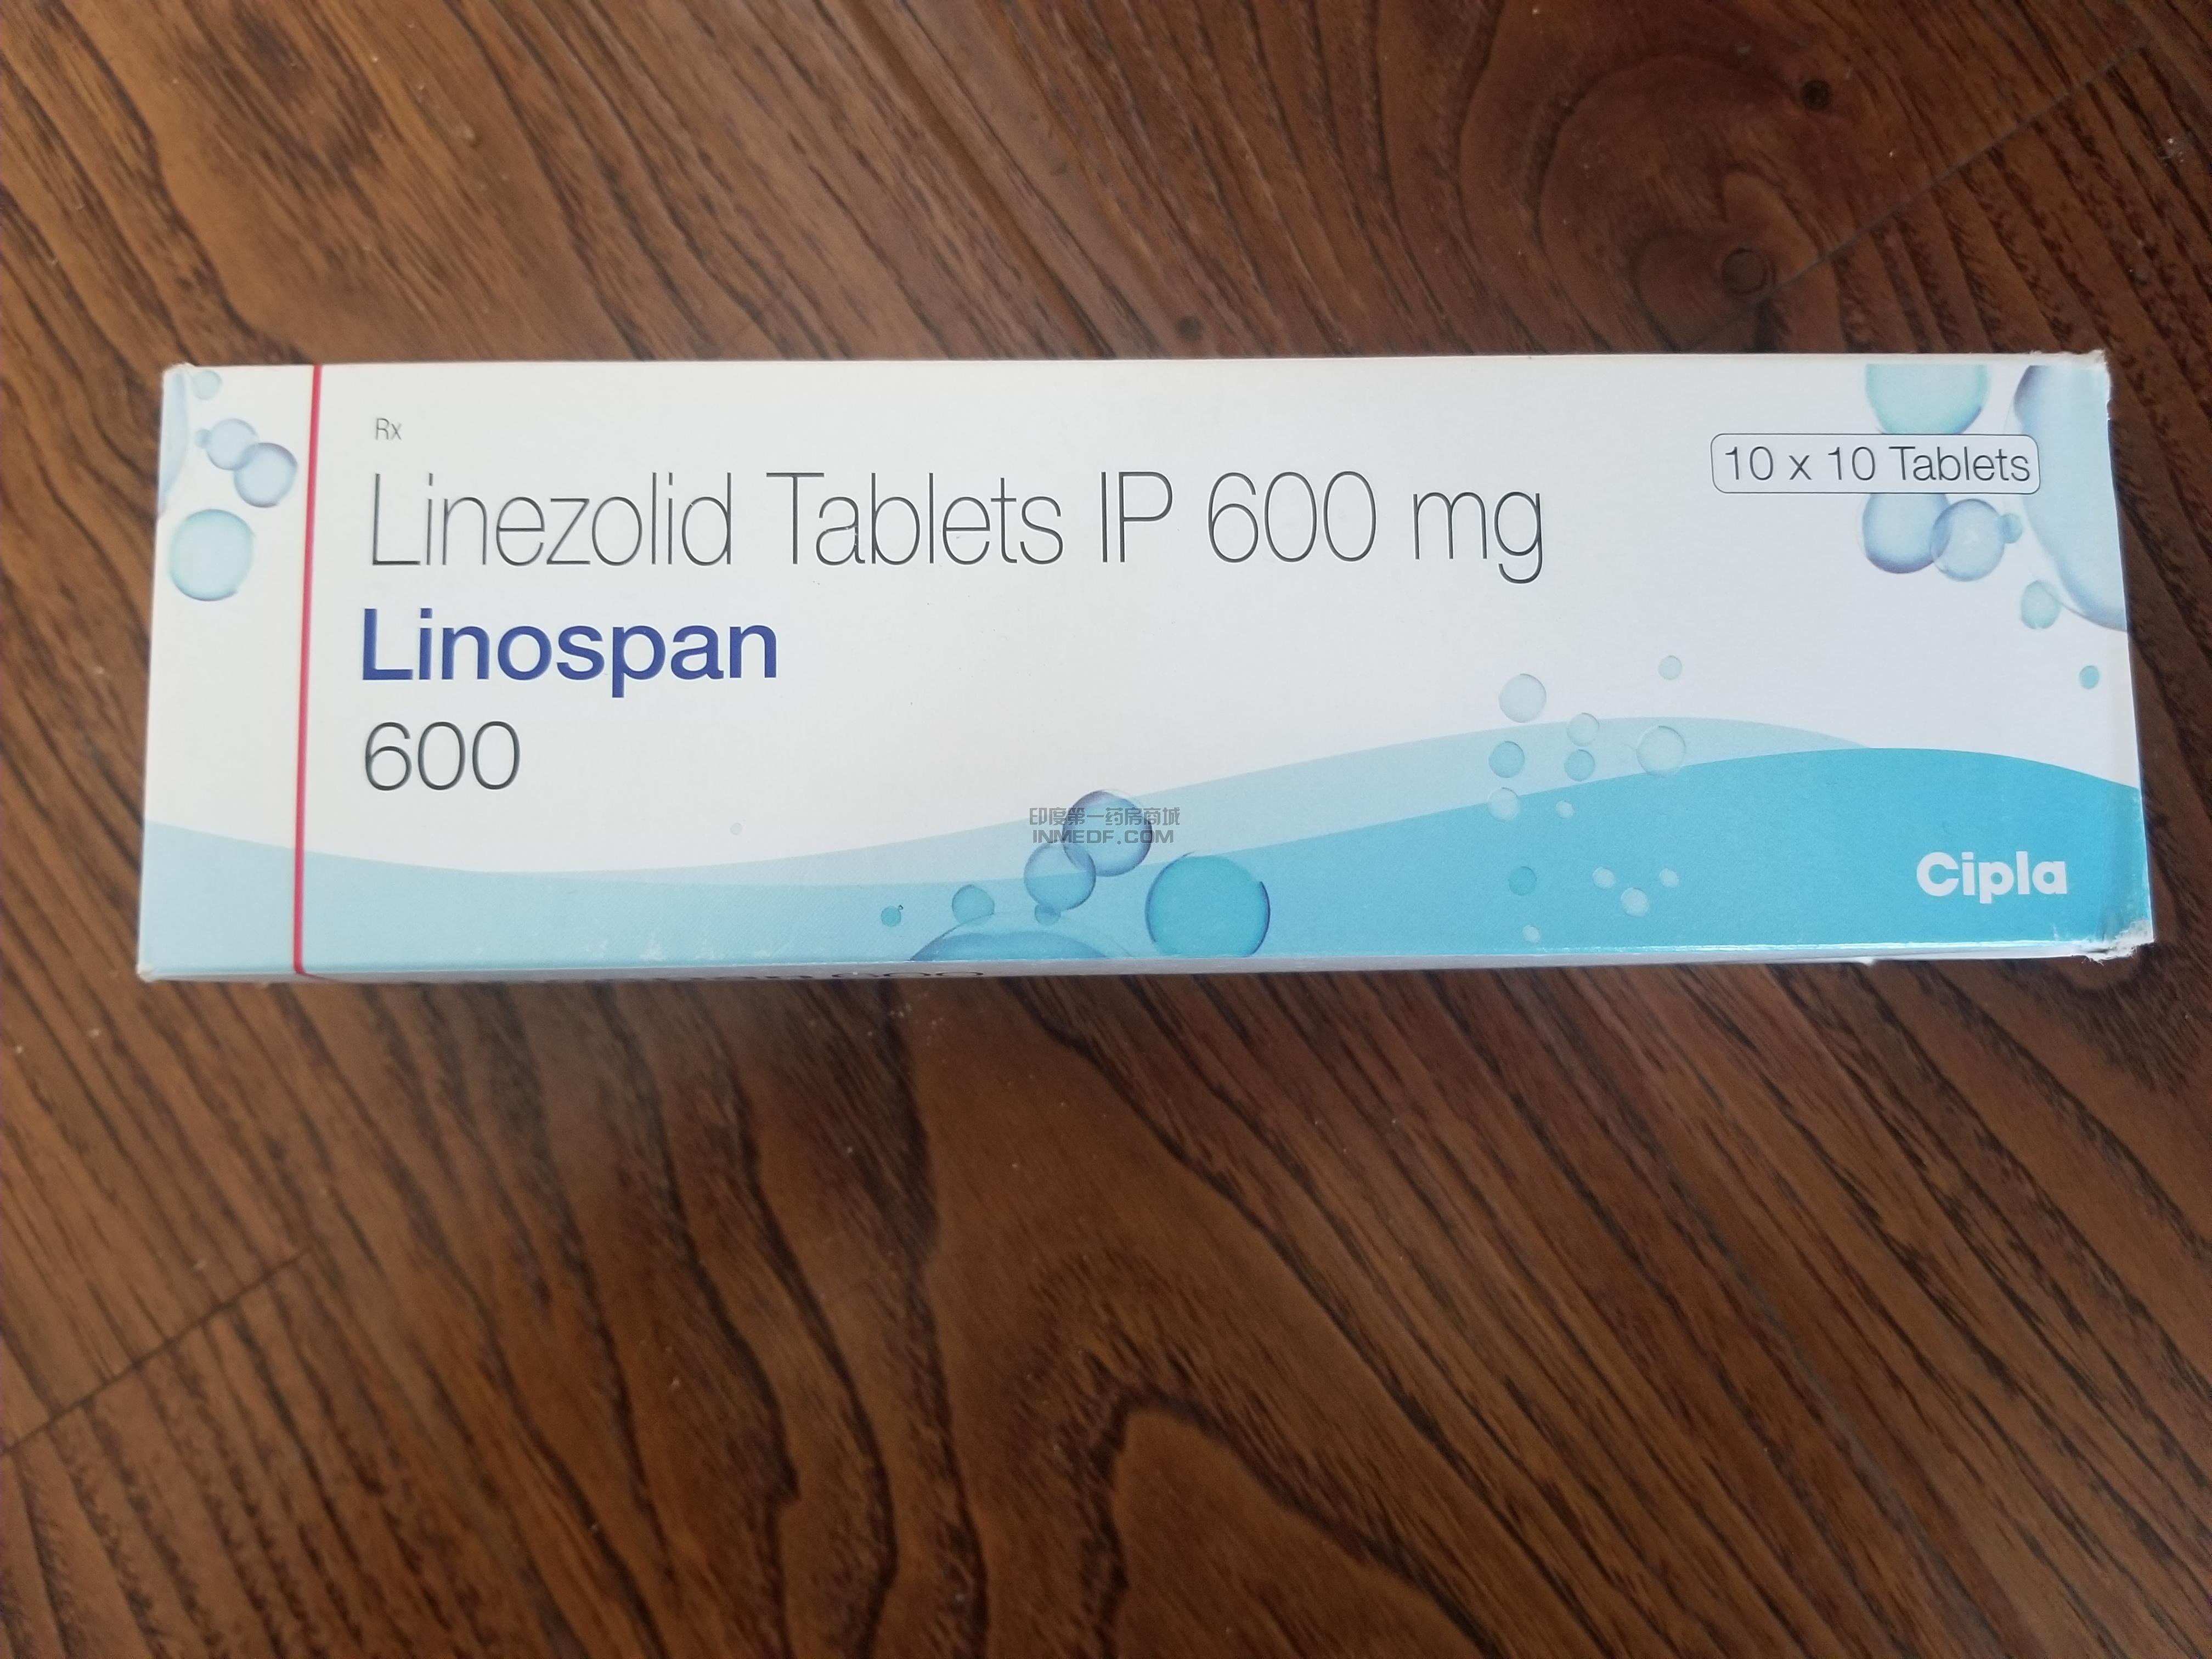 Rx
Linezolid Tablets IP 600 mg
10 x 10 Tablets
Linospan
600
印度第一药房商城
INMEDF.COM
Cipla
600